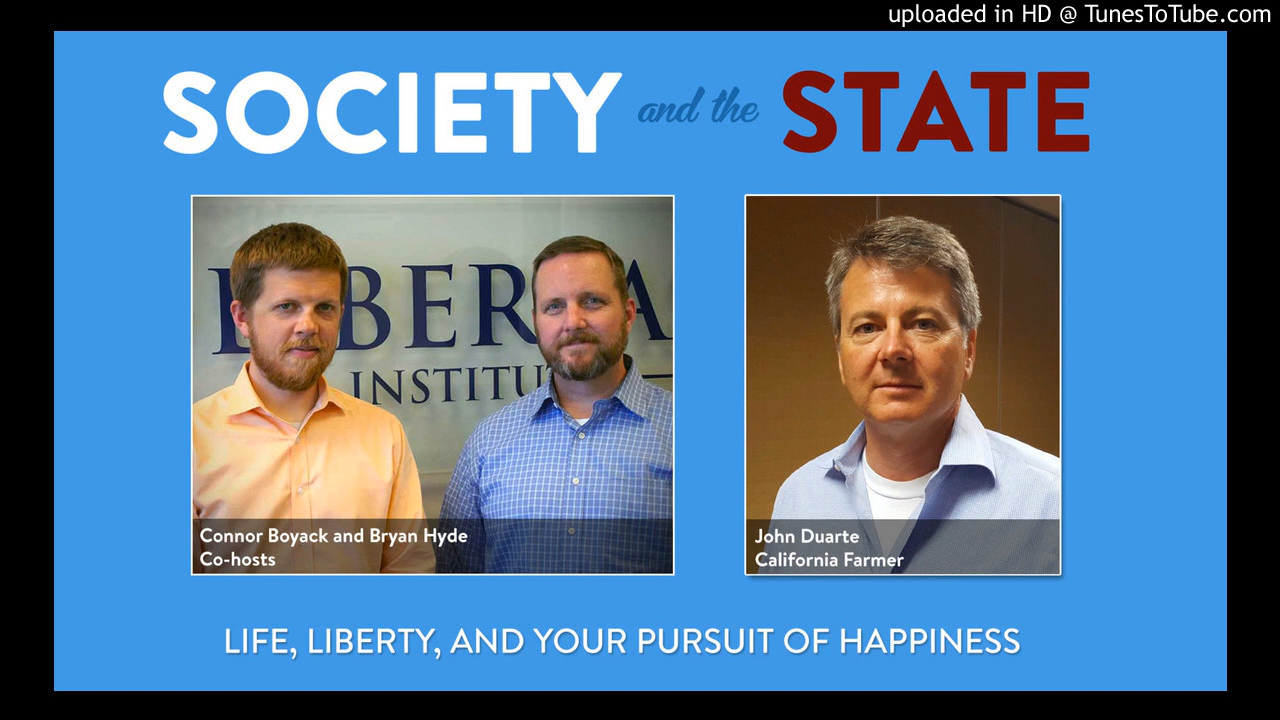 uploaded in HD @ TunesToTube.com
SOCIETY and the STATE
INSTITU
Connor Boyack and Bryan Hyde
Co-hosts
John Duarte
California Farmer
LIFE, LIBERTY, AND YOUR PURSUIT OF HAPPINESS